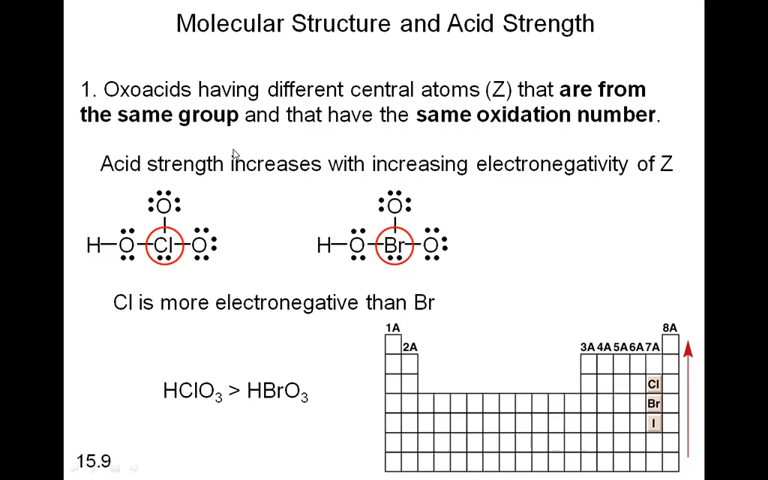 Molecular Structure and Acid Strength
1. Oxoacids having different central atoms (Z) that are from
the same group and that have the same oxidation number.
Acid strength increases with increasing electronegativity of Z
O O
H O Cl O H O Br O
Cl is more electronegative than Br
1A 8A
2A 3A 4A 5A 6A 7A
HClO₃ > HBrO₃
Cl
Br
I
15.9